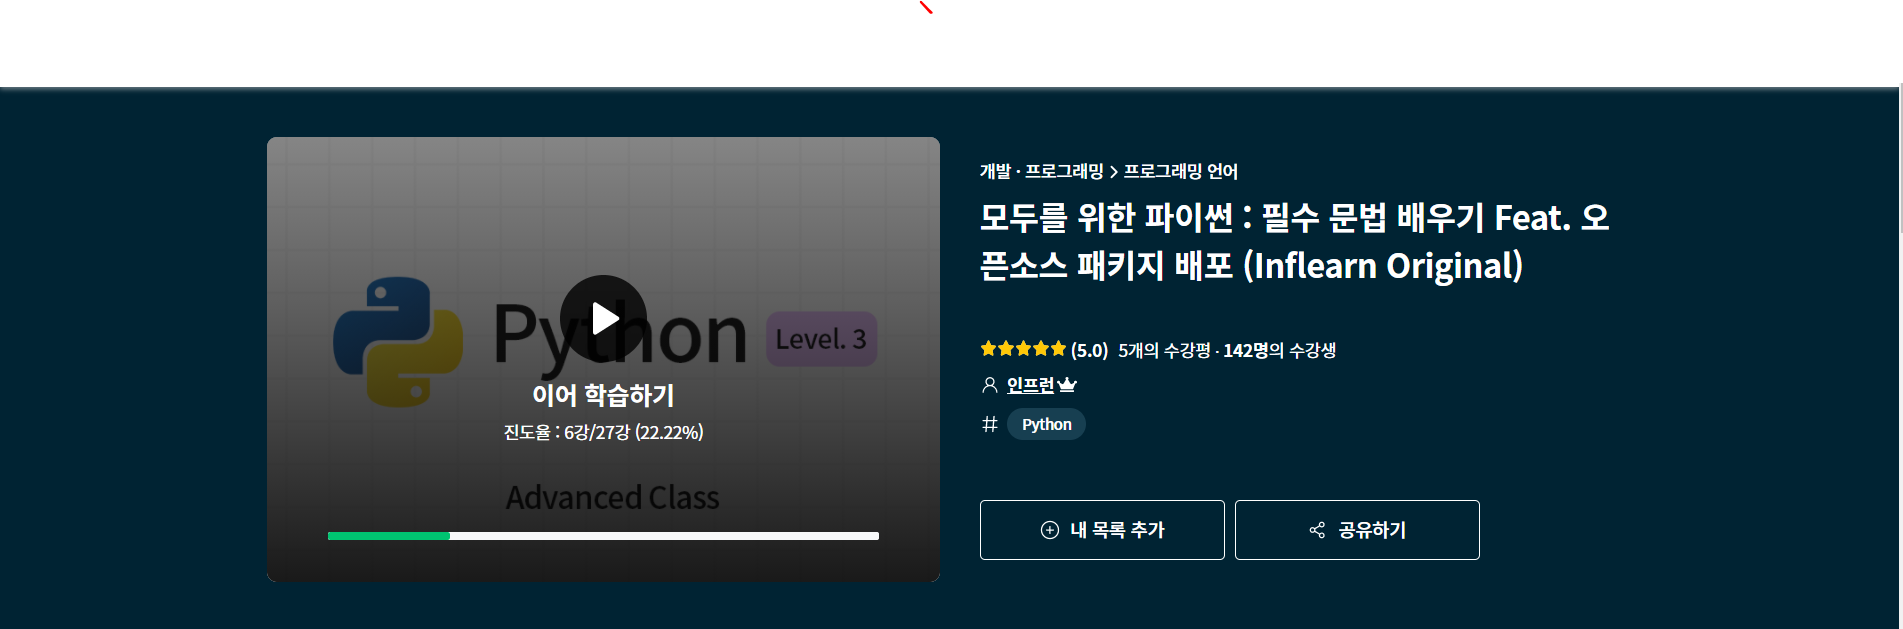 Python
Level. 3
이어 학습하기
진도율 : 6강/27강 (22.22%)
Advanced Class
개발 · 프로그래밍 > 프로그래밍 언어
모두를 위한 파이썬 : 필수 문법 배우기 Feat. 오
픈소스 패키지 배포 (Inflearn Original)
(5.0) 5개의 수강평 · 142명의 수강생
인프런
# Python
내 목록 추가
공유하기